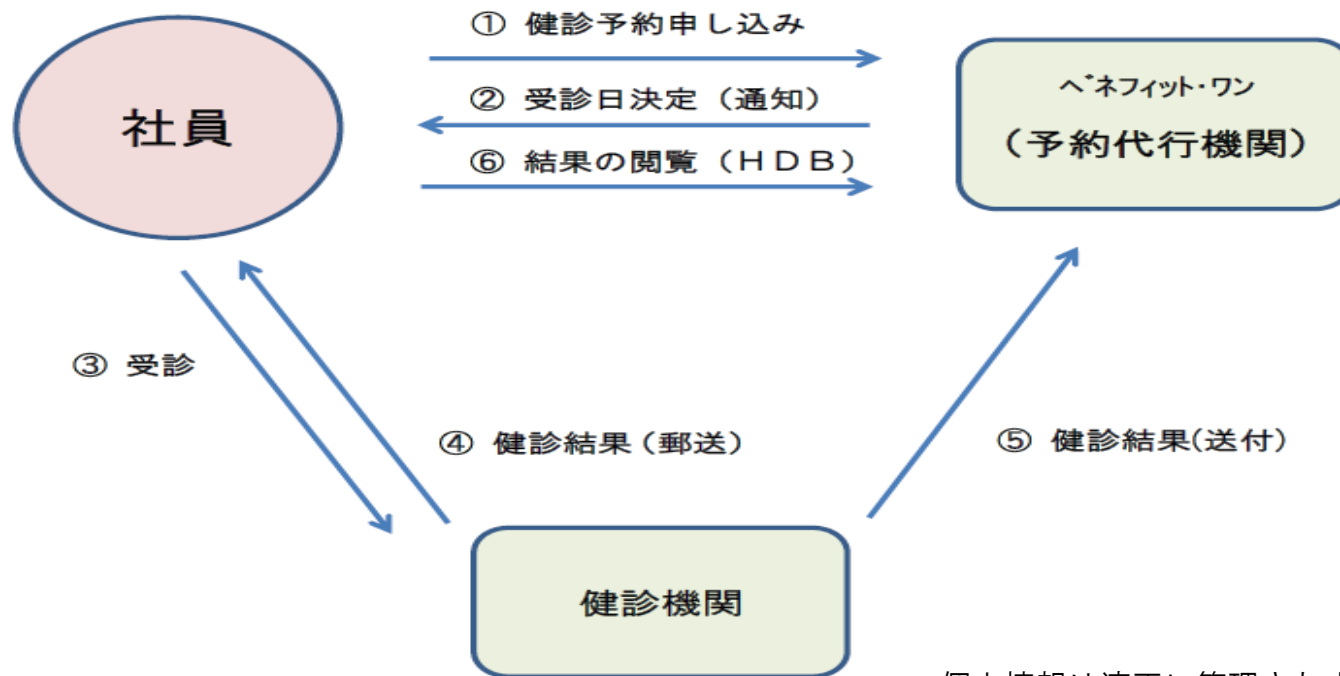 ① 健診予約申し込み
② 受診日決定（通知）
⑥ 結果の閲覧（ＨＤＢ）
社員
ベネフィット・ワン
（予約代行機関）
③ 受診
④ 健診結果（郵送）
⑤ 健診結果(送付)
健診機関